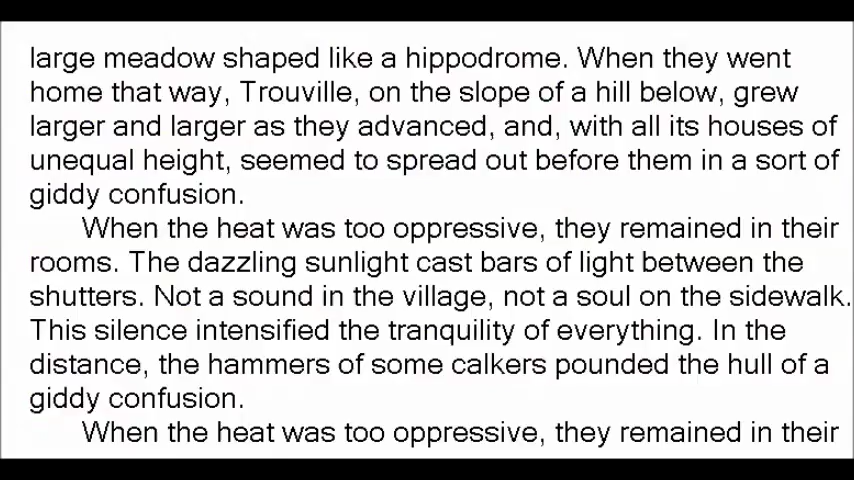 large meadow shaped like a hippodrome. When they went
home that way, Trouville, on the slope of a hill below, grew
larger and larger as they advanced, and, with all its houses of
unequal height, seemed to spread out before them in a sort of
giddy confusion.
When the heat was too oppressive, they remained in their
rooms. The dazzling sunlight cast bars of light between the
shutters. Not a sound in the village, not a soul on the sidewalk.
This silence intensified the tranquility of everything. In the
distance, the hammers of some calkers pounded the hull of a
giddy confusion.
When the heat was too oppressive, they remained in their